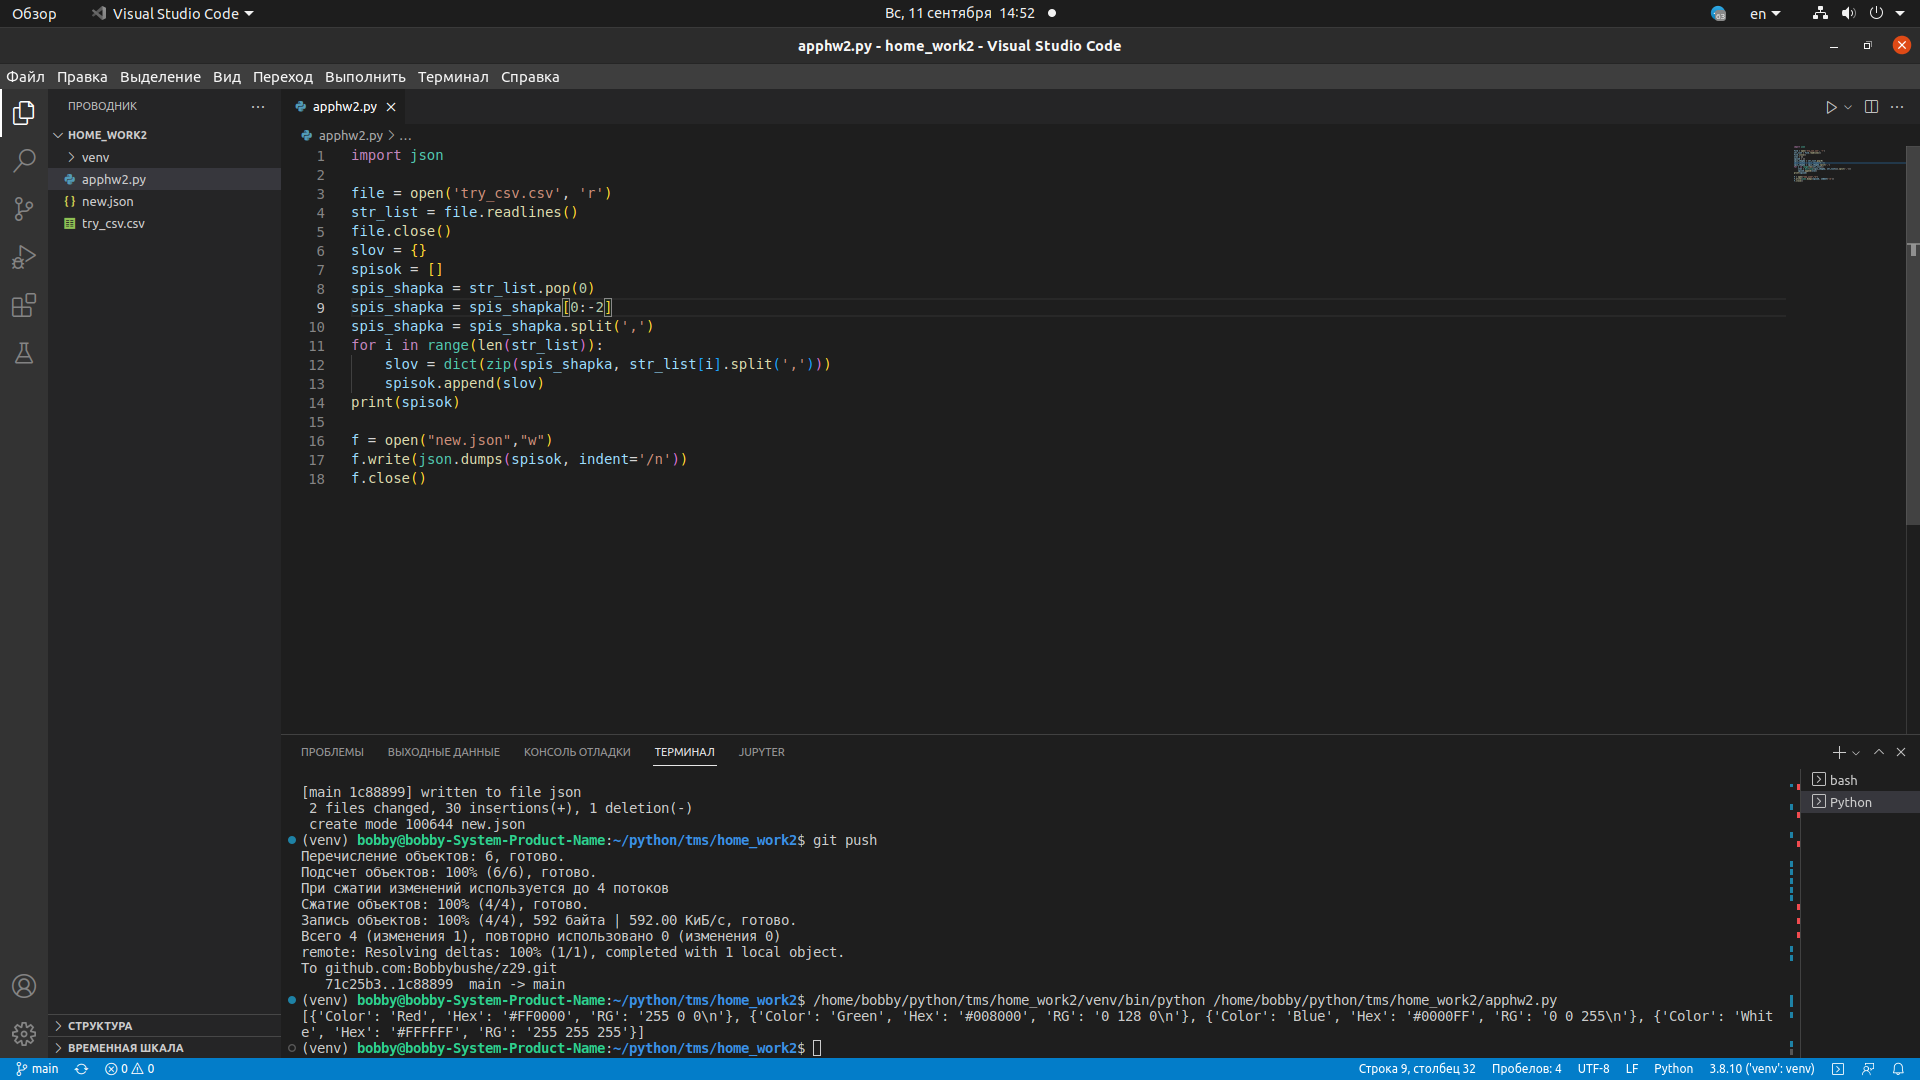 Обзор
Visual Studio Code
Вс, 11 сентября 14:52
en
apphw2.py - home_work2 - Visual Studio Code
Файл Правка Выделение Вид Переход Выполнить Терминал Справка
ПРОВОДНИК
HOME_WORK2
venv
apphw2.py
new.json
try_csv.csv
СТРУКТУРА
ВРЕМЕННАЯ ШКАЛА
apphw2.py
apphw2.py > ...
1 import json
2
3 file = open('try_csv.csv', 'r')
4 str_list = file.readlines()
5 file.close()
6 slov = {}
7 spisok = []
8 spis_shapka = str_list.pop(0)
9 spis_shapka = spis_shapka[0:-2]
10 spis_shapka = spis_shapka.split(',')
11 for i in range(len(str_list)):
12     slov = dict(zip(spis_shapka, str_list[i].split(',')))
13     spisok.append(slov)
14 print(spisok)
15
16 f = open("new.json","w")
17 f.write(json.dumps(spisok, indent='/n'))
18 f.close()
ПРОБЛЕМЫ ВЫХОДНЫЕ ДАННЫЕ КОНСОЛЬ ОТЛАДКИ ТЕРМИНАЛ JUPYTER
[main 1c88899] written to file json
 2 files changed, 30 insertions(+), 1 deletion(-)
 create mode 100644 new.json
(venv) bobby@bobby-System-Product-Name:~/python/tms/home_work2$ git push
Перечисление объектов: 6, готово.
Подсчет объектов: 100% (6/6), готово.
При сжатии изменений используется до 4 потоков
Сжатие объектов: 100% (4/4), готово.
Запись объектов: 100% (4/4), 592 байта | 592.00 КиБ/с, готово.
Всего 4 (изменения 1), повторно использовано 0 (изменения 0)
remote: Resolving deltas: 100% (1/1), completed with 1 local object.
To github.com:Bobbybushe/z29.git
   71c25b3..1c88899  main -> main
(venv) bobby@bobby-System-Product-Name:~/python/tms/home_work2$ /home/bobby/python/tms/home_work2/venv/bin/python /home/bobby/python/tms/home_work2/apphw2.py
[{'Color': 'Red', 'Hex': '#FF0000', 'RG': '255 0 0\n'}, {'Color': 'Green', 'Hex': '#008000', 'RG': '0 128 0\n'}, {'Color': 'Blue', 'Hex': '#0000FF', 'RG': '0 0 255\n'}, {'Color': 'Whit
e', 'Hex': '#FFFFFF', 'RG': '255 255 255'}]
(venv) bobby@bobby-System-Product-Name:~/python/tms/home_work2$
bash
Python
main
0 0
Строка 9, столбец 32
Пробелов: 4
UTF-8
LF
Python
3.8.10 ('venv': venv)